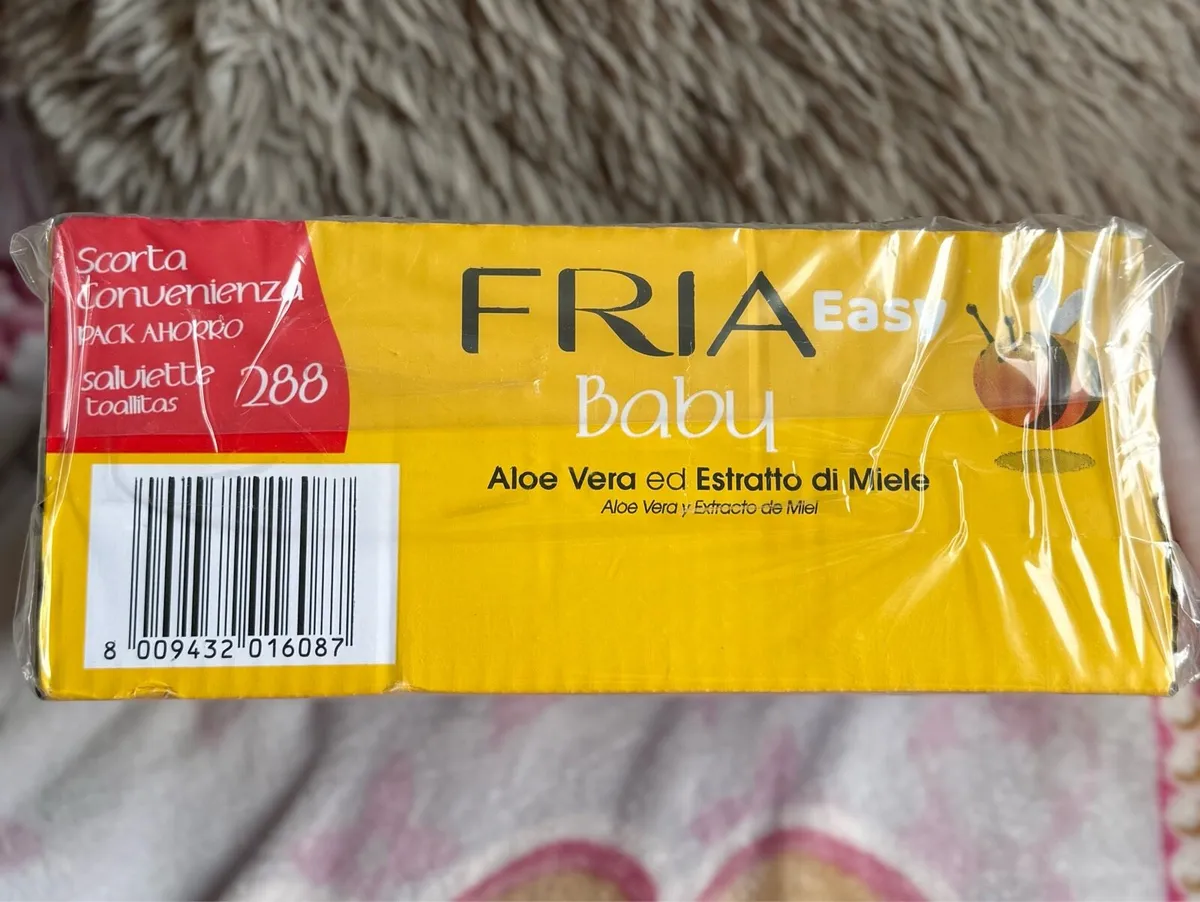 Scorta
Convenienza
PACK AHORRO
salviette 288
toallitas
FRIA Easy
Baby
Aloe Vera ed Estratto di Miele
Aloe Vera y Extracto de Miel
8 009432 016087